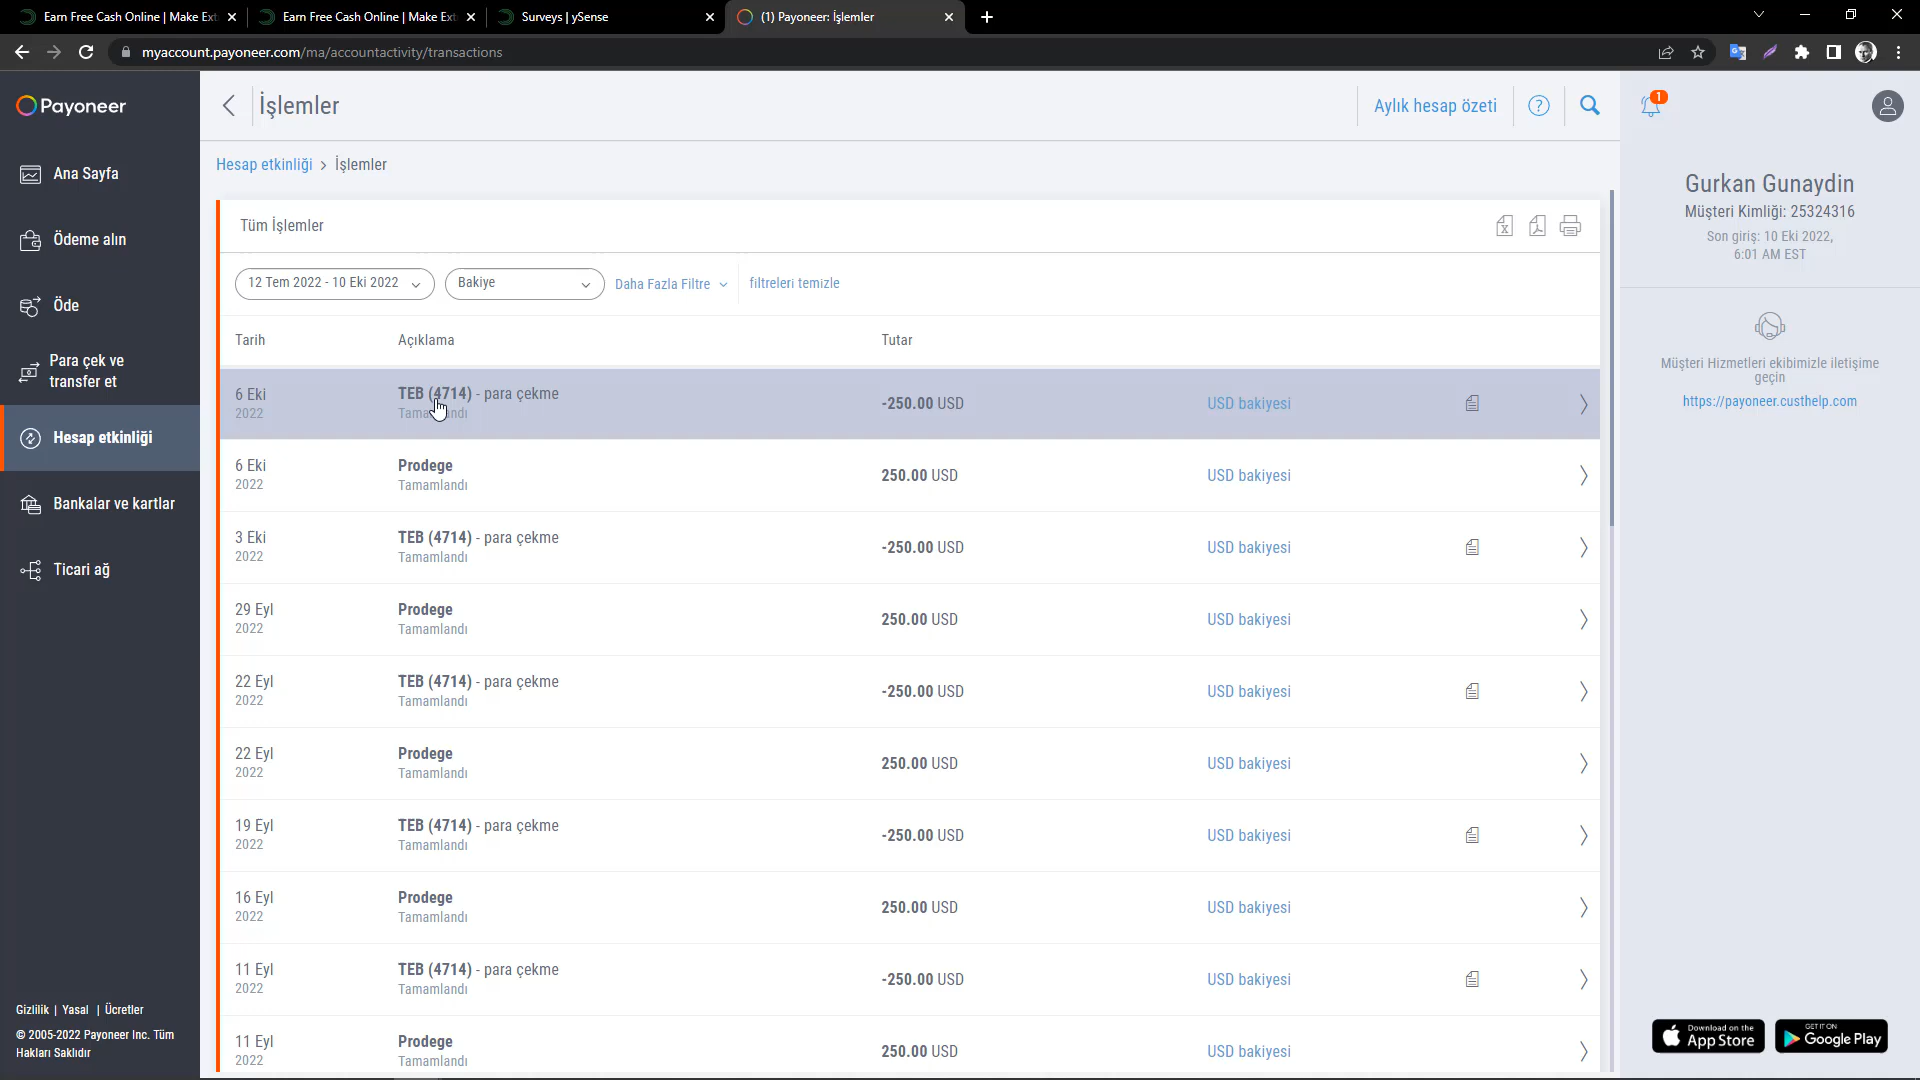 Earn Free Cash Online | Make Ext
Earn Free Cash Online | Make Ext
Surveys | ySense
(1) Payoneer: İşlemler
myaccount.payoneer.com/ma/accountactivity/transactions
Payoneer
Ana Sayfa
Ödeme alın
Öde
Para çek ve
transfer et
Hesap etkinliği
Bankalar ve kartlar
Ticari ağ
Gizlilik | Yasal | Ücretler
© 2005-2022 Payoneer Inc. Tüm
Hakları Saklıdır
İşlemler
Aylık hesap özeti
?
Hesap etkinliği > İşlemler
Tüm İşlemler
12 Tem 2022 - 10 Eki 2022
Bakiye
Daha Fazla Filtre
filtreleri temizle
Tarih Açıklama Tutar
6 Eki
2022
TEB (4714) - para çekme
Tamamlandı
-250.00 USD
USD bakiyesi
6 Eki
2022
Prodege
Tamamlandı
250.00 USD
USD bakiyesi
3 Eki
2022
TEB (4714) - para çekme
Tamamlandı
-250.00 USD
USD bakiyesi
29 Eyl
2022
Prodege
Tamamlandı
250.00 USD
USD bakiyesi
22 Eyl
2022
TEB (4714) - para çekme
Tamamlandı
-250.00 USD
USD bakiyesi
22 Eyl
2022
Prodege
Tamamlandı
250.00 USD
USD bakiyesi
19 Eyl
2022
TEB (4714) - para çekme
Tamamlandı
-250.00 USD
USD bakiyesi
16 Eyl
2022
Prodege
Tamamlandı
250.00 USD
USD bakiyesi
11 Eyl
2022
TEB (4714) - para çekme
Tamamlandı
-250.00 USD
USD bakiyesi
11 Eyl
2022
Prodege
Tamamlandı
250.00 USD
USD bakiyesi
1
Gurkan Gunaydin
Müşteri Kimliği: 25324316
Son giriş: 10 Eki 2022,
6:01 AM EST
Müşteri Hizmetleri ekibimizle iletişime
geçin
https://payoneer.custhelp.com
Download on the
App Store
GET IT ON
Google Play